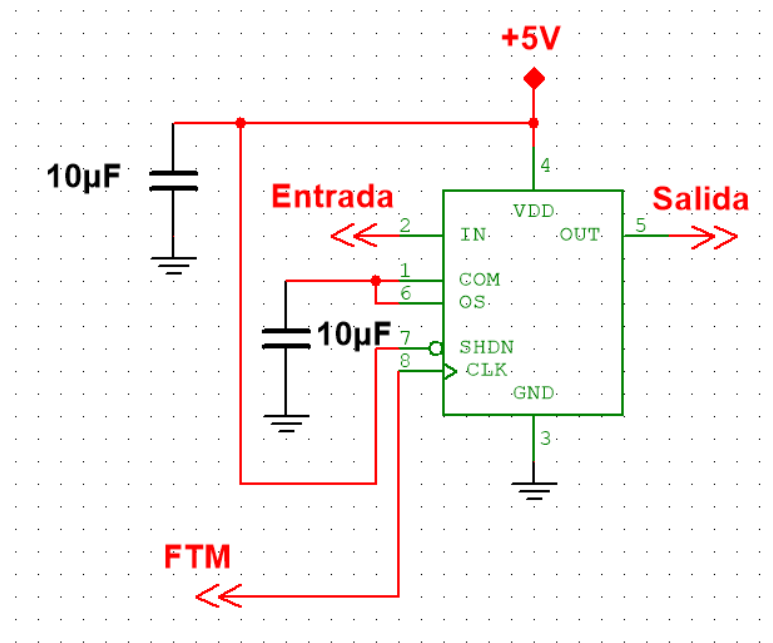 +5V
10µF
4
Entrada
Salida
2
VDD
5
IN
OUT
1
COM
6
OS
10µF
7
SHDN
8
CLK
GND
3
FTM